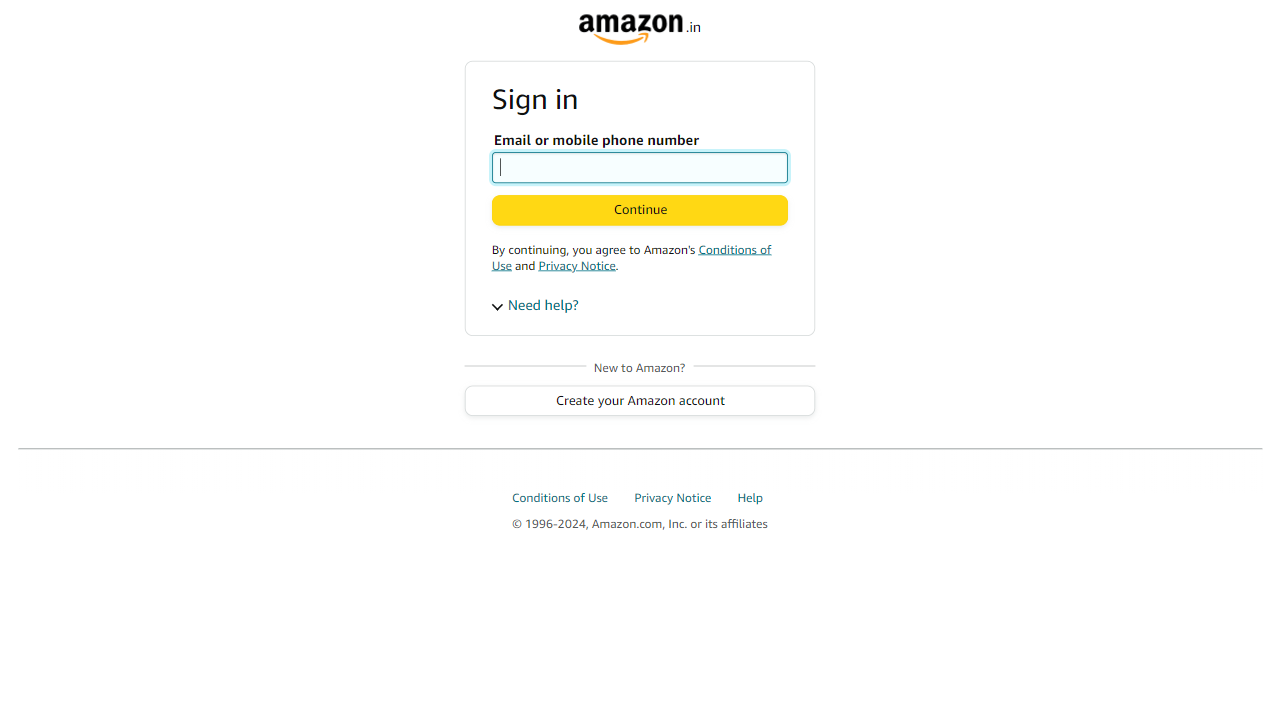 amazon.in
Sign in
Email or mobile phone number
Continue
By continuing, you agree to Amazon's Conditions of
Use and Privacy Notice.
Need help?
New to Amazon?
Create your Amazon account
Conditions of Use Privacy Notice Help
© 1996-2024, Amazon.com, Inc. or its affiliates